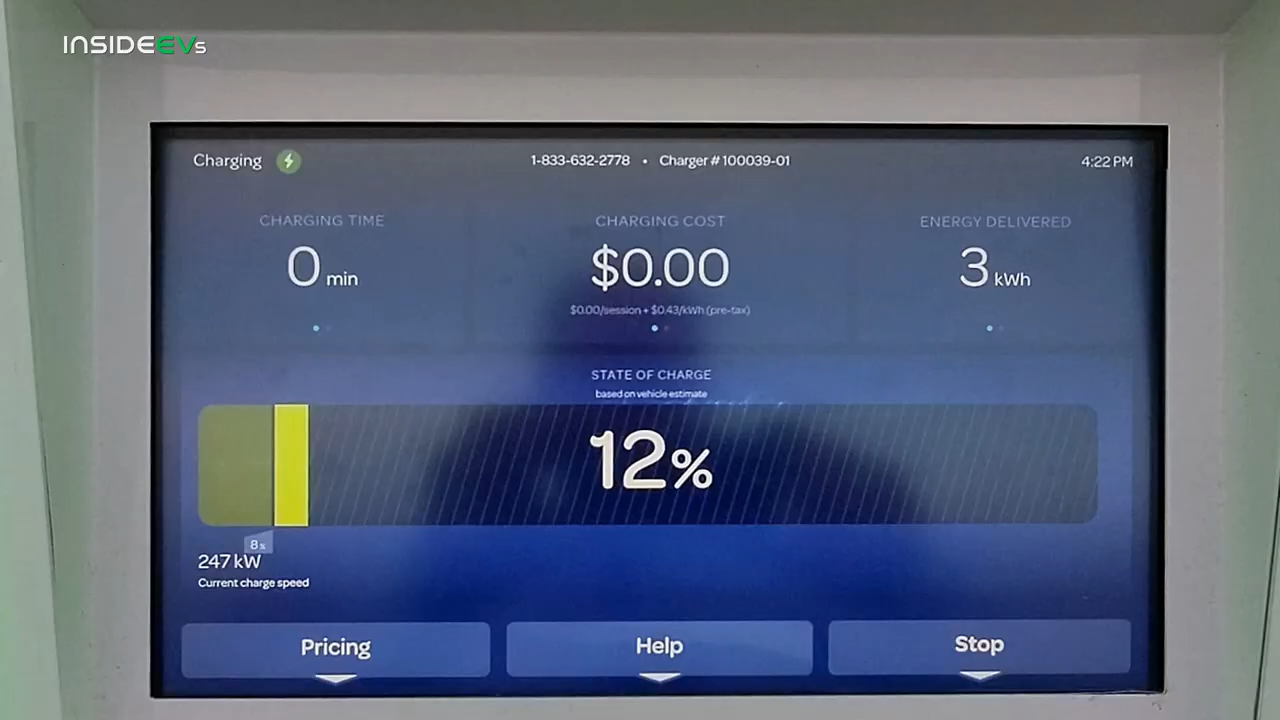 INSIDEEVs
Charging
1-833-632-2778 • Charger # 100039-01
4:22 PM
CHARGING TIME
0 min
CHARGING COST
$0.00
$0.00/session + $0.43/kWh (pre-tax)
ENERGY DELIVERED
3 kWh
STATE OF CHARGE
based on vehicle estimate
12%
8%
247 kW
Current charge speed
Pricing
Help
Stop